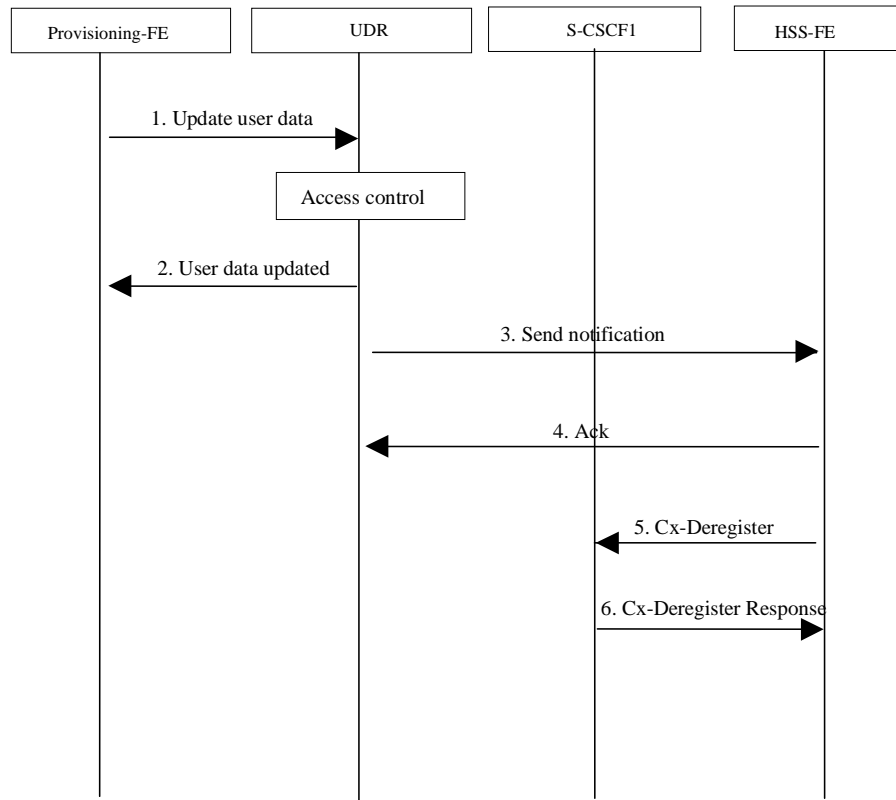 Provisioning-FE
UDR
S-CSCF1
HSS-FE
1. Update user data
Access control
2. User data updated
3. Send notification
4. Ack
5. Cx-Deregister
6. Cx-Deregister Response